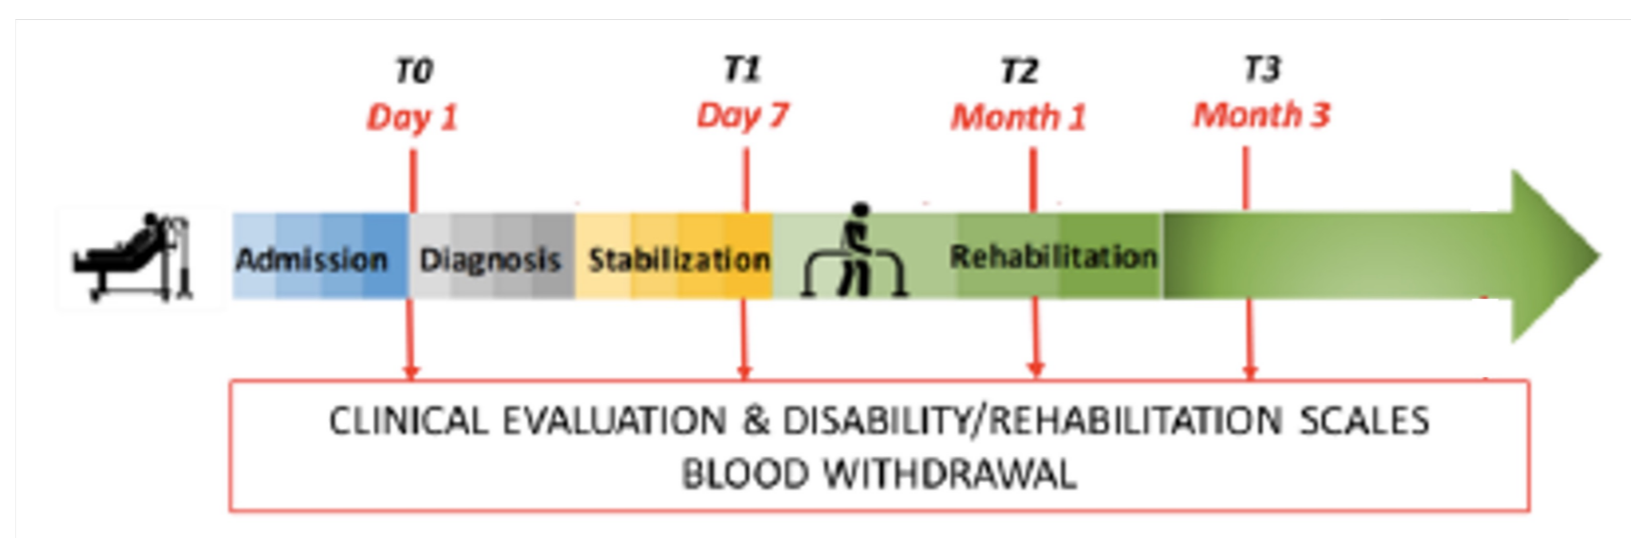 T0 T1 T2 T3
Day 1 Day 7 Month 1 Month 3
Admission Diagnosis Stabilization Rehabilitation
CLINICAL EVALUATION & DISABILITY/REHABILITATION SCALES
BLOOD WITHDRAWAL